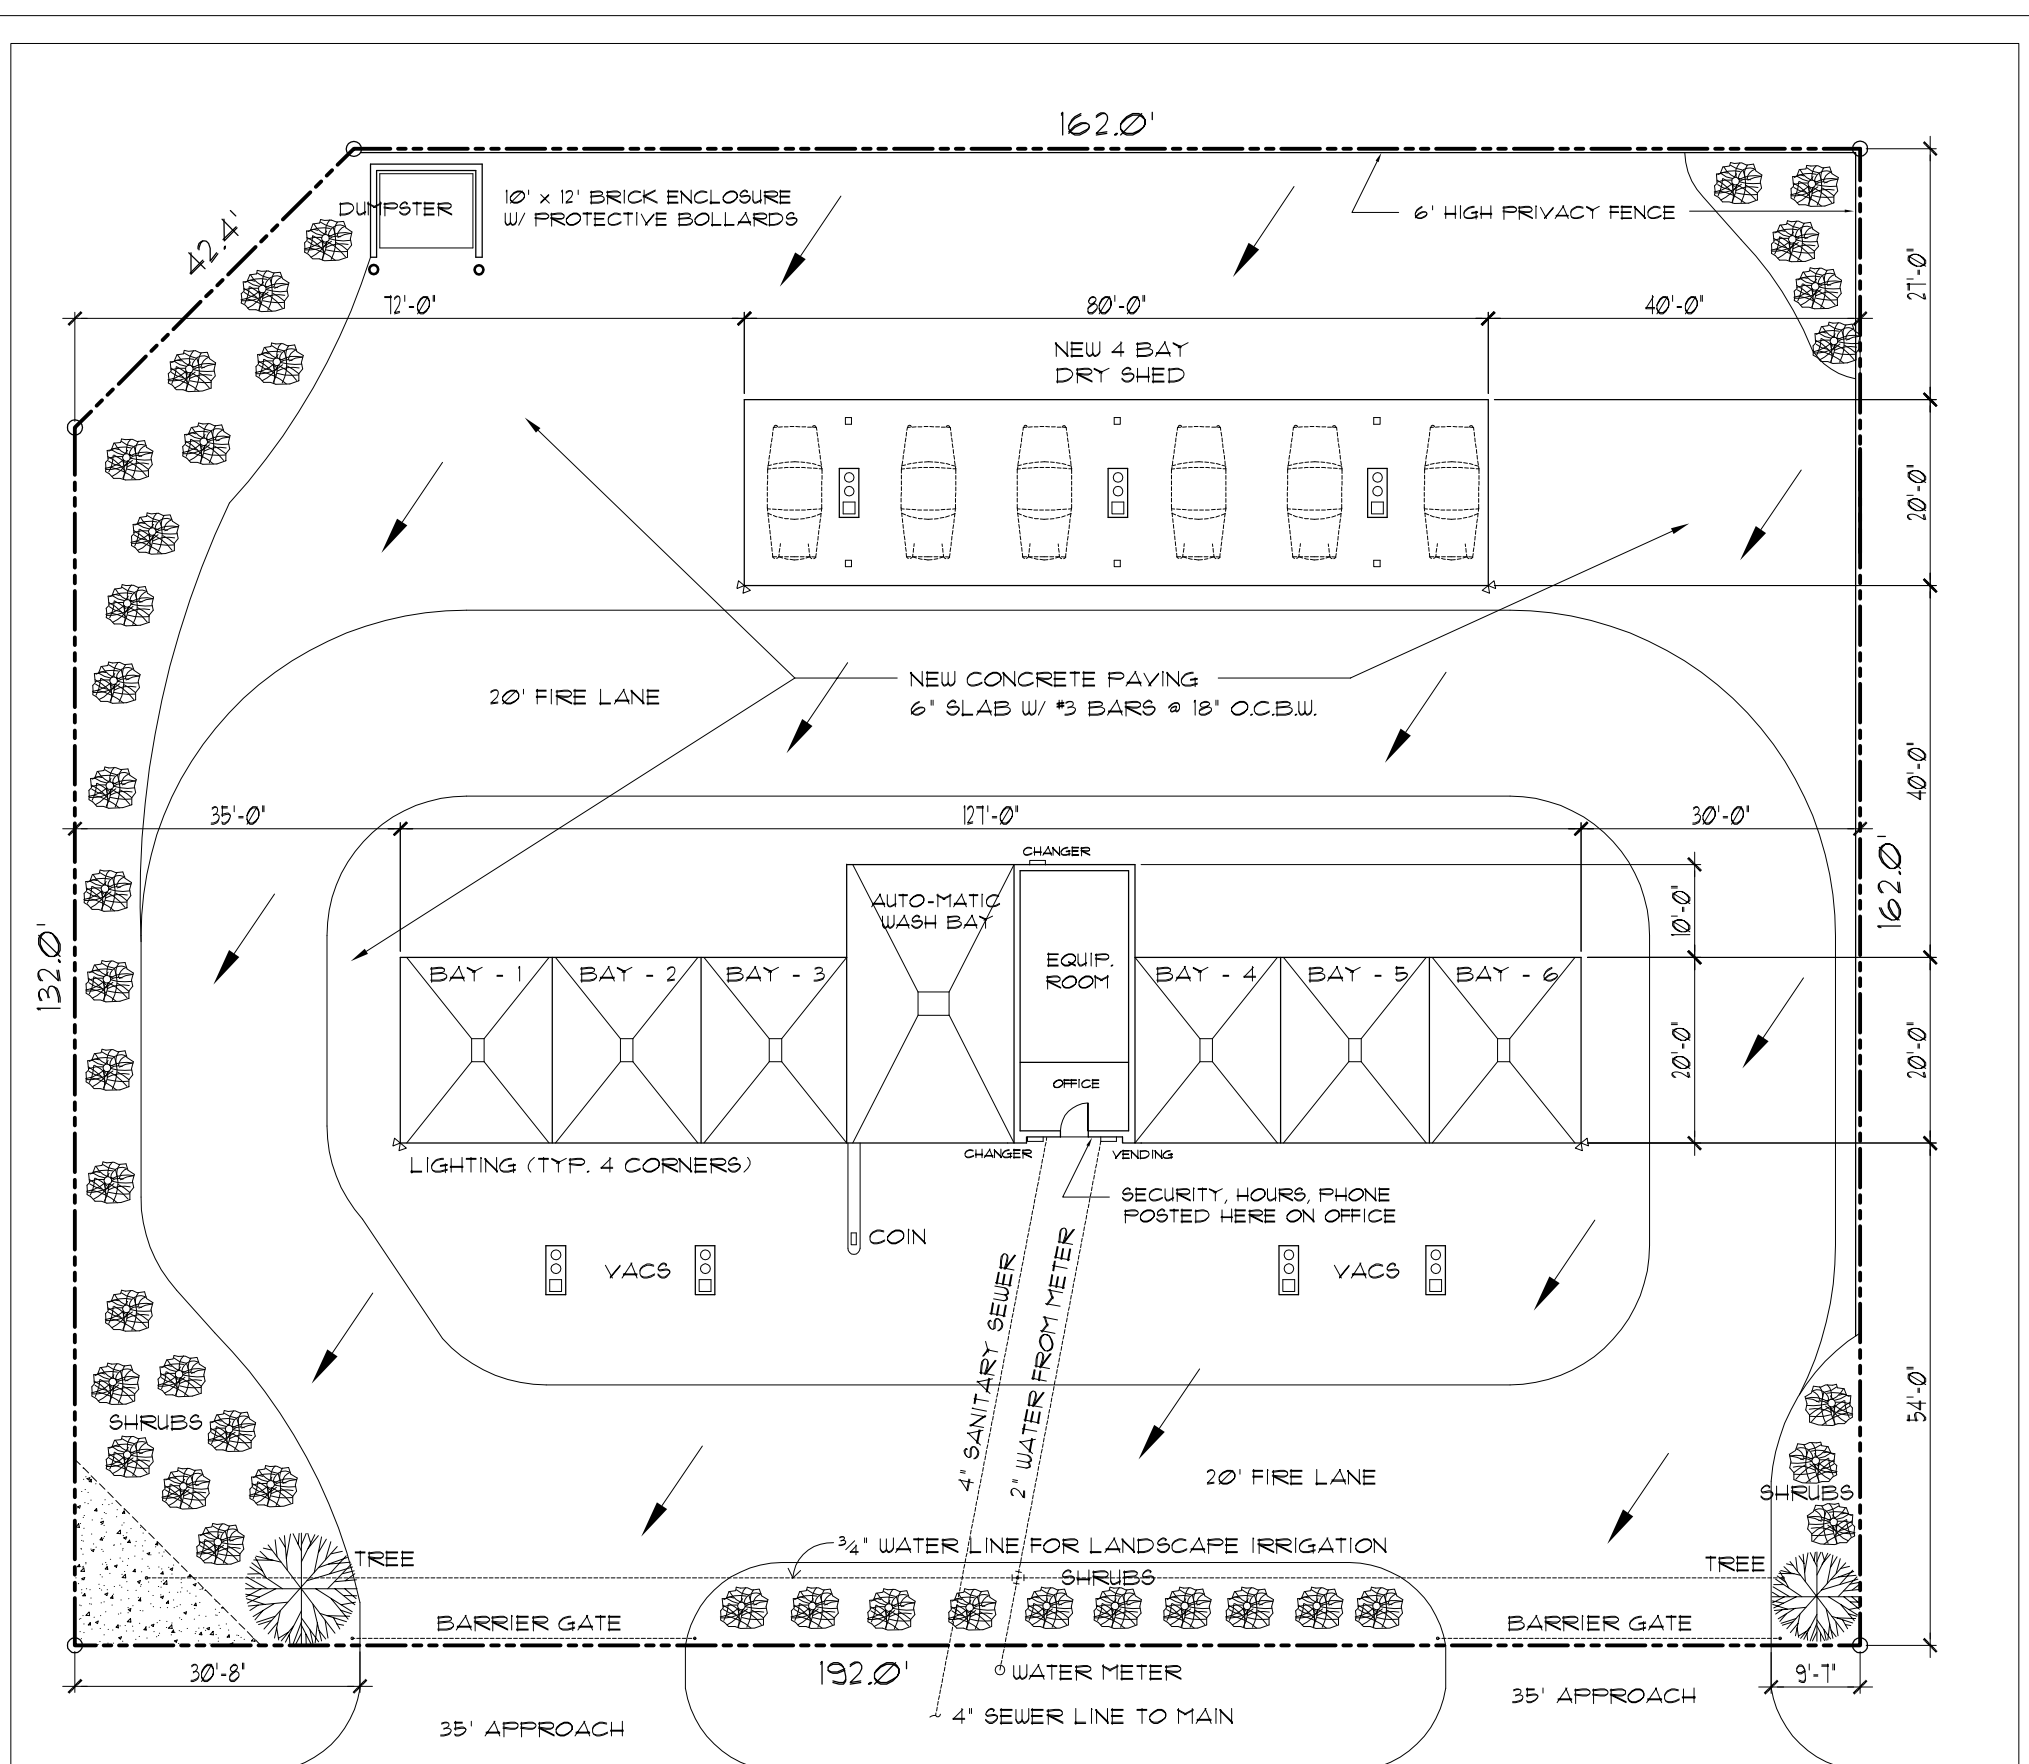 162.0'
42.4'
DUMPSTER
10' x 12' BRICK ENCLOSURE
W/ PROTECTIVE BOLLARDS
6' HIGH PRIVACY FENCE
27'-0"
72'-0"
80'-0"
40'-0"
NEW 4 BAY
DRY SHED
20'-0"
20' FIRE LANE
NEW CONCRETE PAVING
6" SLAB W/ #3 BARS @ 18" O.C.B.W.
40'-0"
35'-0"
127'-0"
30'-0"
CHANGER
162.0'
132.0'
AUTO-MATIC
WASH BAY
10'-0"
EQUIP.
ROOM
BAY - 1
BAY - 2
BAY - 3
BAY - 4
BAY - 5
BAY - 6
20'-0"
20'-0"
OFFICE
CHANGER
VENDING
LIGHTING (TYP. 4 CORNERS)
SECURITY, HOURS, PHONE
POSTED HERE ON OFFICE
COIN
VACS
VACS
4" SANITARY SEWER
2" WATER FROM METER
54'-0"
SHRUBS
20' FIRE LANE
SHRUBS
3/4" WATER LINE FOR LANDSCAPE IRRIGATION
TREE
SHRUBS
TREE
BARRIER GATE
BARRIER GATE
30'-8"
192.0'
WATER METER
9'-7"
35' APPROACH
4" SEWER LINE TO MAIN
35' APPROACH